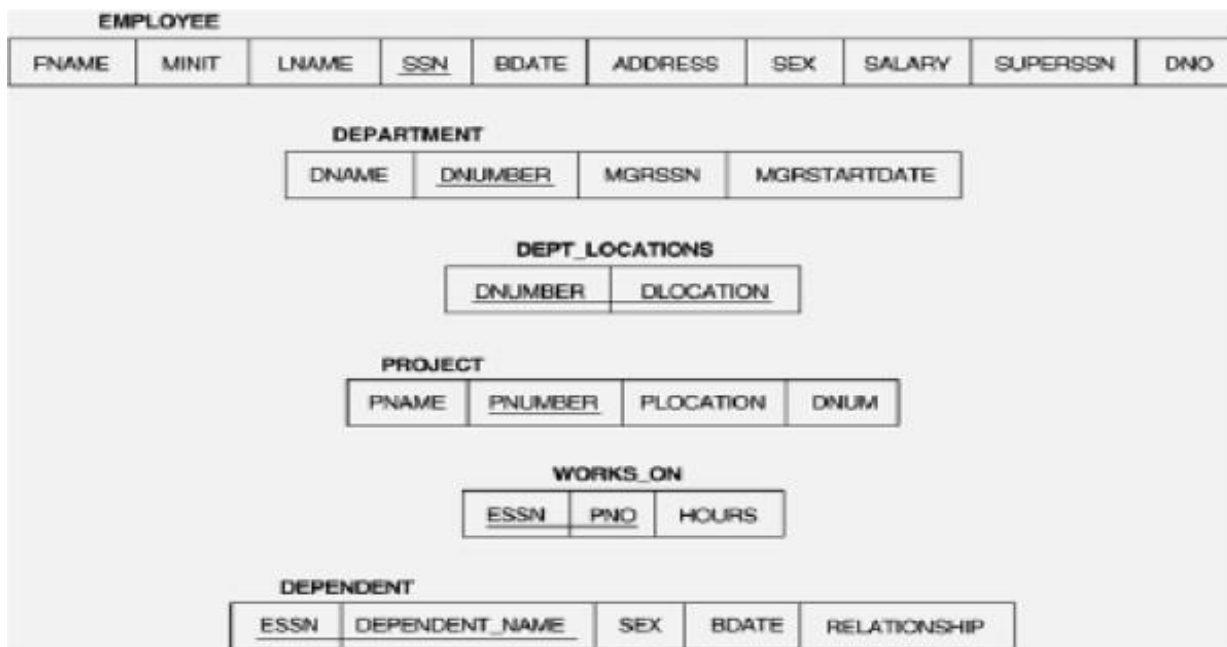 EMPLOYEE
FNAME MINIT LNAME SSN BDATE ADDRESS SEX SALARY SUPERSSN DNO
DEPARTMENT
DNAME DNUMBER MGRSSN MGRSTARTDATE
DEPT_LOCATIONS
DNUMBER DLOCATION
PROJECT
PNAME PNUMBER PLOCATION DNUM
WORKS_ON
ESSN PNO HOURS
DEPENDENT
ESSN DEPENDENT_NAME SEX BDATE RELATIONSHIP